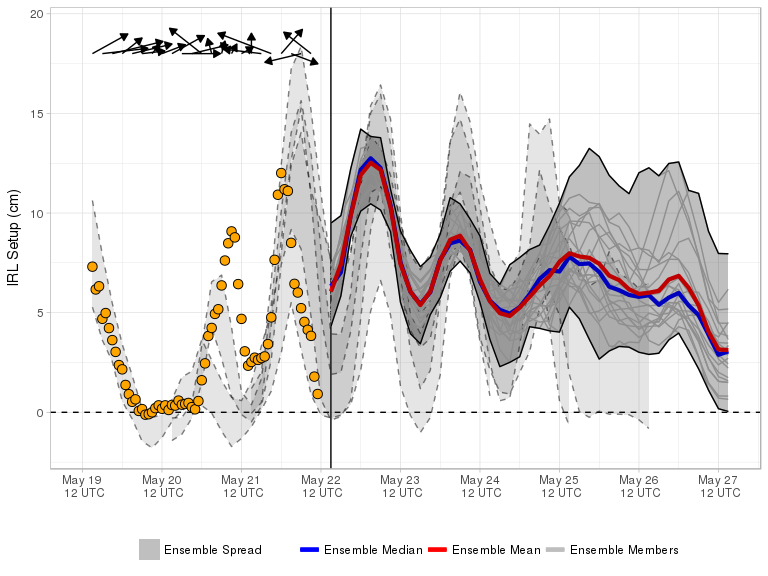 20
15
10
5
0
IRL Setup (cm)
May 19 May 20 May 21 May 22 May 23 May 24 May 25 May 26 May 27
12 UTC 12 UTC 12 UTC 12 UTC 12 UTC 12 UTC 12 UTC 12 UTC 12 UTC
Ensemble Spread Ensemble Median Ensemble Mean Ensemble Members